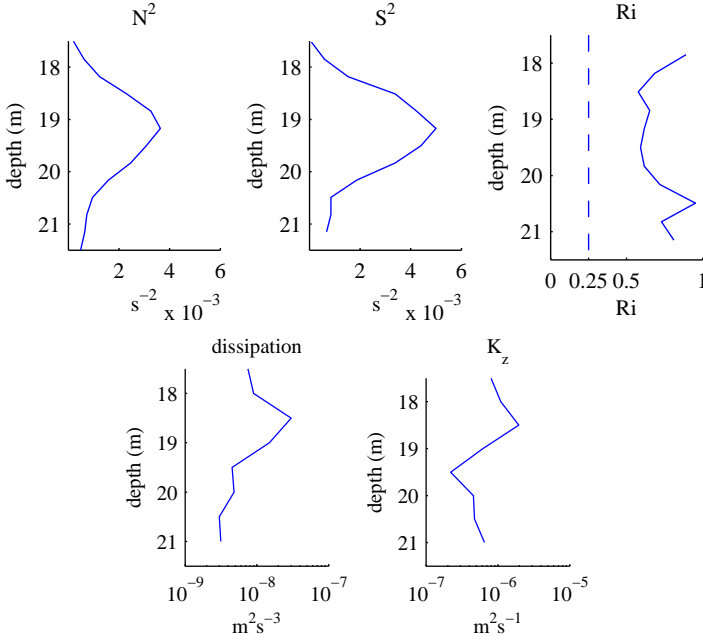 N²
depth (m)
18
19
20
21
2 4 6
s⁻² x 10⁻³
S²
depth (m)
18
19
20
21
2 4 6
s⁻² x 10⁻³
Ri
depth (m)
18
19
20
21
0 0.25 0.5 1
Ri
dissipation
depth (m)
18
19
20
21
10⁻⁹ 10⁻⁸ 10⁻⁷
m²s⁻³
K_z
depth (m)
18
19
20
21
10⁻⁷ 10⁻⁶ 10⁻⁵
m²s⁻¹